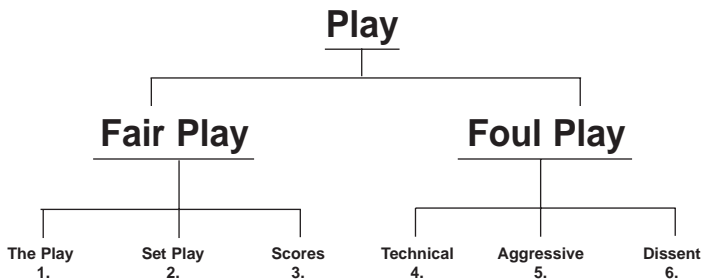 Play
Fair Play
Foul Play
The Play
1.
Set Play
2.
Scores
3.
Technical
4.
Aggressive
5.
Dissent
6.